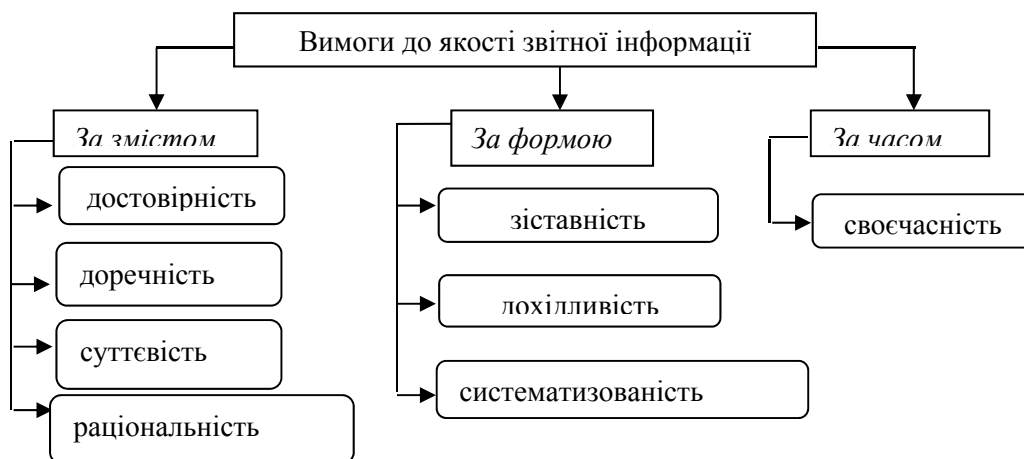 Вимоги до якості звітної інформації
За змістом
За формою
За часом
достовірність
доречність
суттєвість
раціональність
зіставність
дохідливість
систематизованість
своєчасність